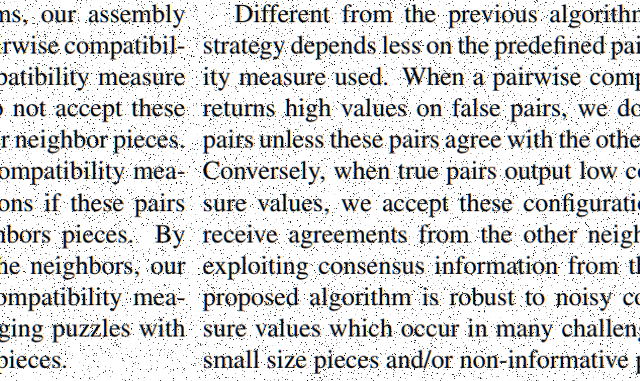 ms, our assembly
rwise compatibil-
patibility measure
not accept these
r neighbor pieces.
ompatibility mea-
ons if these pairs
hbors pieces. By
he neighbors, our
ompatibility mea-
ging puzzles with
pieces.
Different from the previous algorithm
strategy depends less on the predefined pai
ity measure used. When a pairwise com
returns high values on false pairs, we do
pairs unless these pairs agree with the othe
Conversely, when true pairs output low c
sure values, we accept these configurati
receive agreements from the other neigh
exploiting consensus information from t
proposed algorithm is robust to noisy co
sure values which occur in many challen
small size pieces and/or non-informative